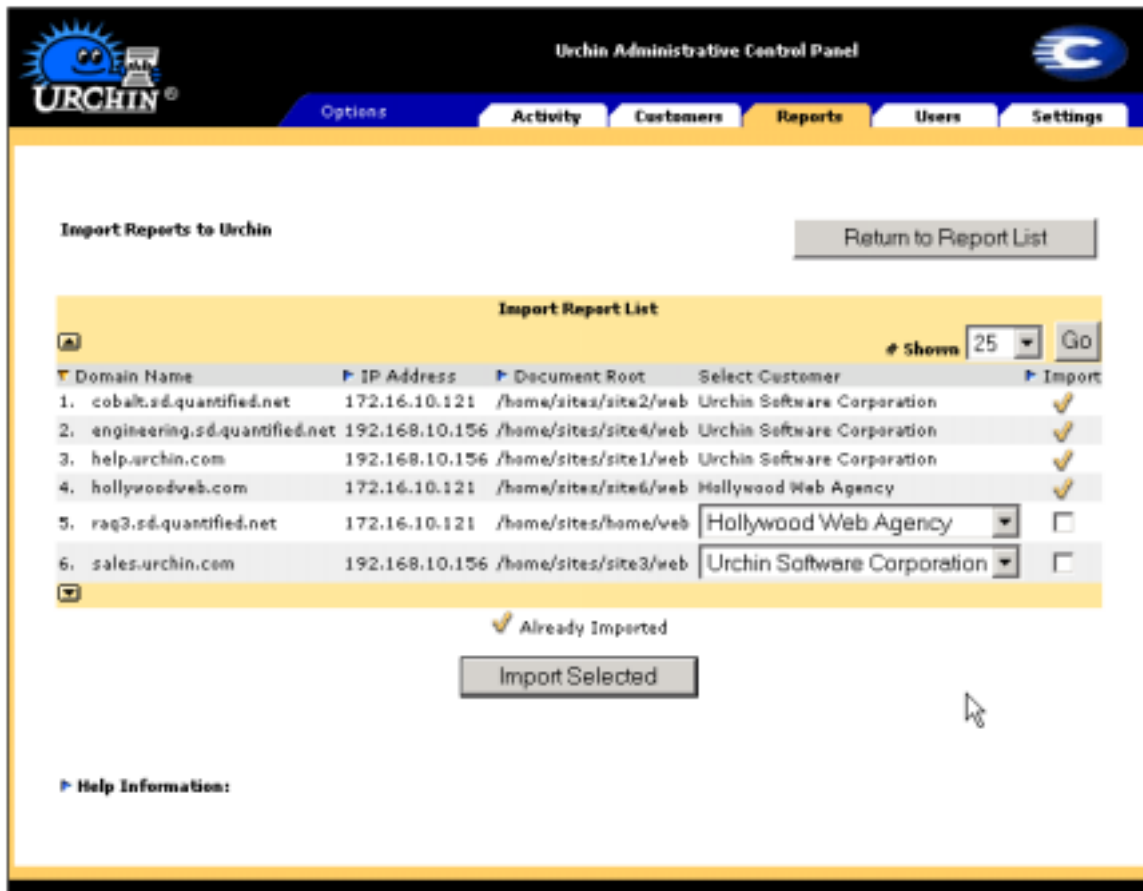 Urchin Administrative Control Panel
URCHIN®
Options Activity Customers Reports Users Settings
Import Reports to Urchin
Return to Report List
Import Report List
# Shown 25 Go
Domain Name IP Address Document Root Select Customer Import
1. cobalt.sd.quantified.net 172.16.10.121 /home/sites/site2/web Urchin Software Corporation
2. engineering.sd.quantified.net 192.168.10.156 /home/sites/site4/web Urchin Software Corporation
3. help.urchin.com 192.168.10.156 /home/sites/site1/web Urchin Software Corporation
4. hollywoodweb.com 172.16.10.121 /home/sites/site6/web Hollywood Web Agency
5. raq3.sd.quantified.net 172.16.10.121 /home/sites/home/web Hollywood Web Agency
6. sales.urchin.com 192.168.10.156 /home/sites/site3/web Urchin Software Corporation
Already Imported
Import Selected
Help Information: